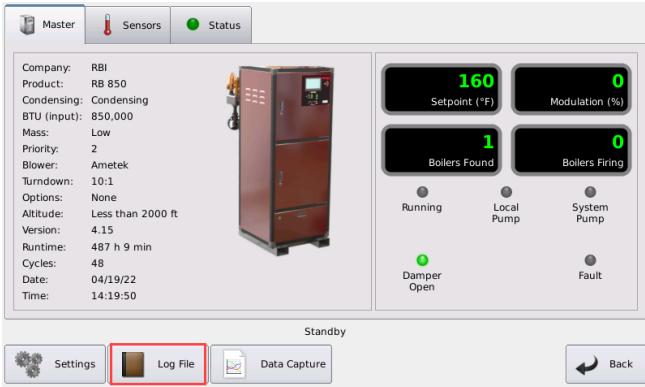 Master
Sensors
Status
Company: RBI
Product: RB 850
Condensing: Condensing
BTU (input): 850,000
Mass: Low
Priority: 2
Blower: Ametek
Turndown: 10:1
Options: None
Altitude: Less than 2000 ft
Version: 4.15
Runtime: 487 h 9 min
Cycles: 48
Date: 04/19/22
Time: 14:19:50
160
Setpoint (°F)
0
Modulation (%)
1
Boilers Found
0
Boilers Firing
Running
Local
Pump
System
Pump
Damper
Open
Fault
Standby
Settings
Log File
Data Capture
Back